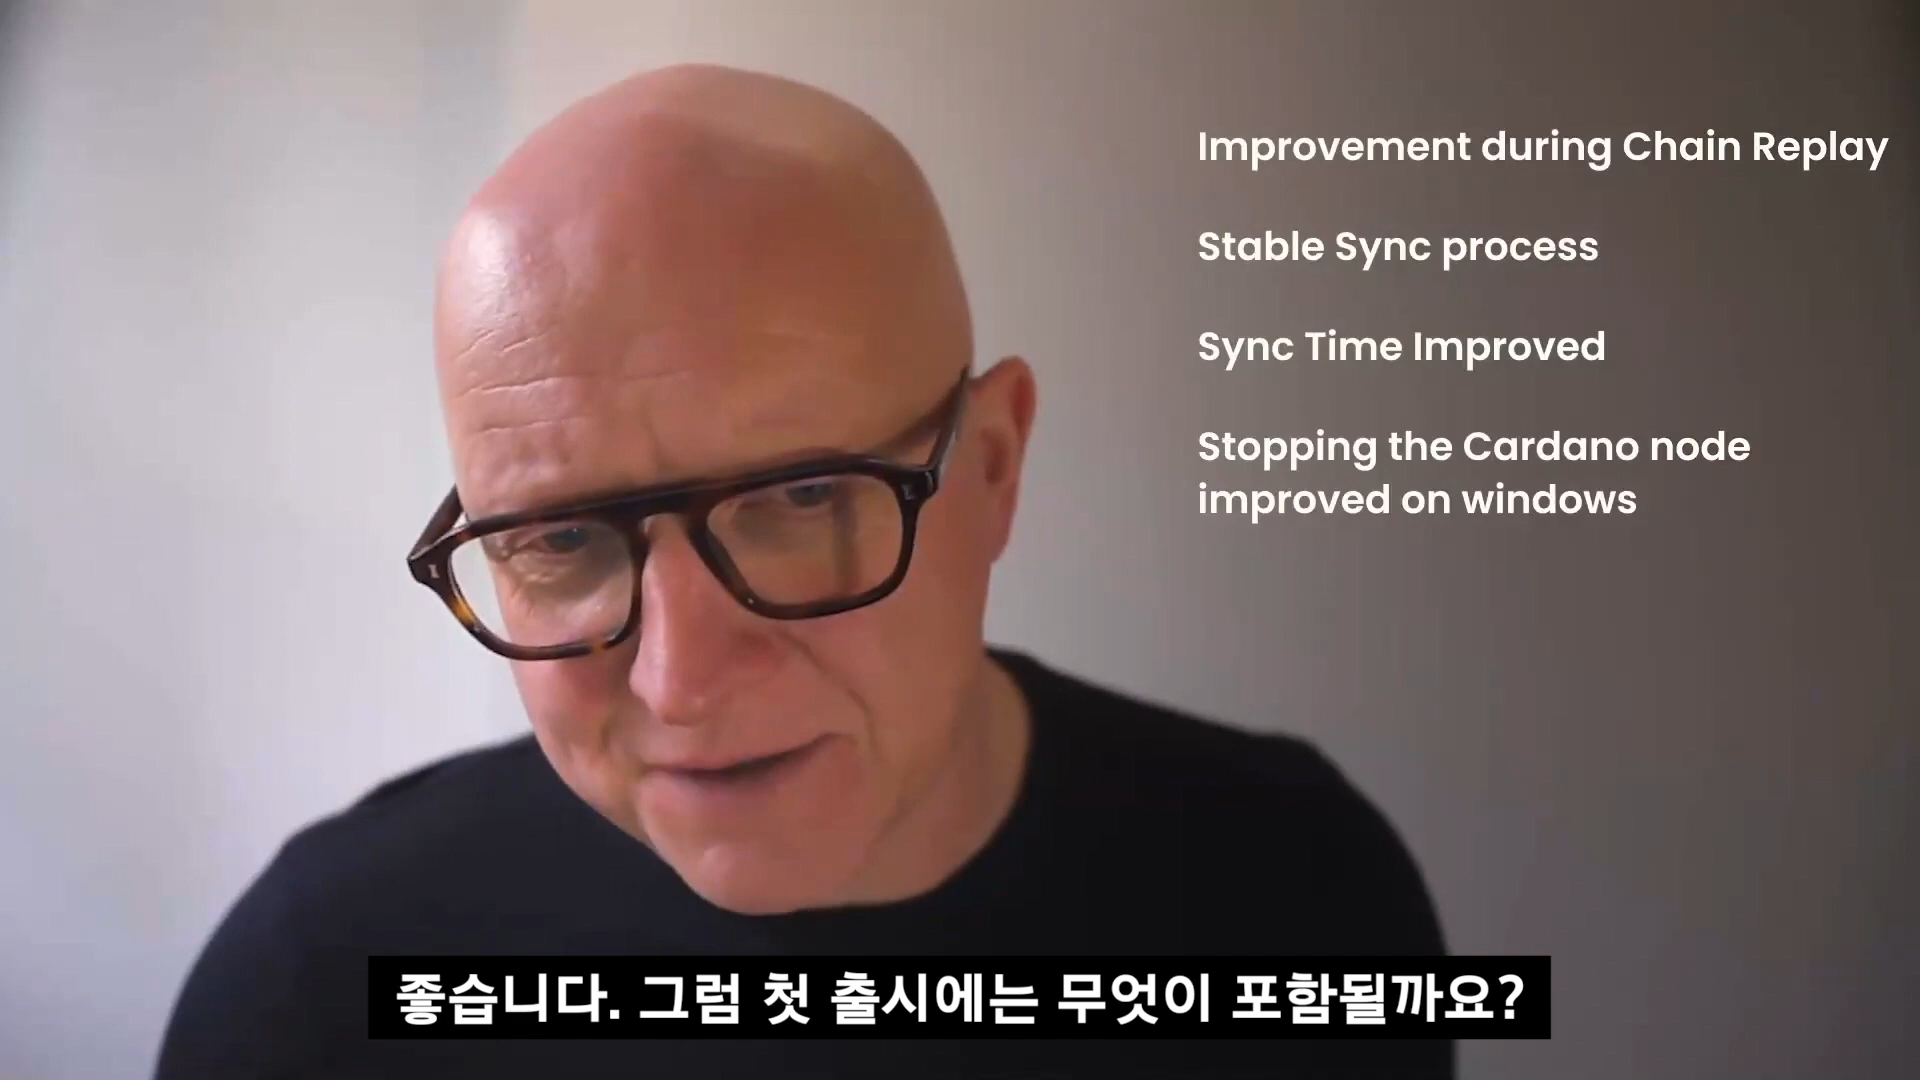 Improvement during Chain Replay
Stable Sync process
Sync Time Improved
Stopping the Cardano node
improved on windows
좋습니다. 그럼 첫 출시에는 무엇이 포함될까요?